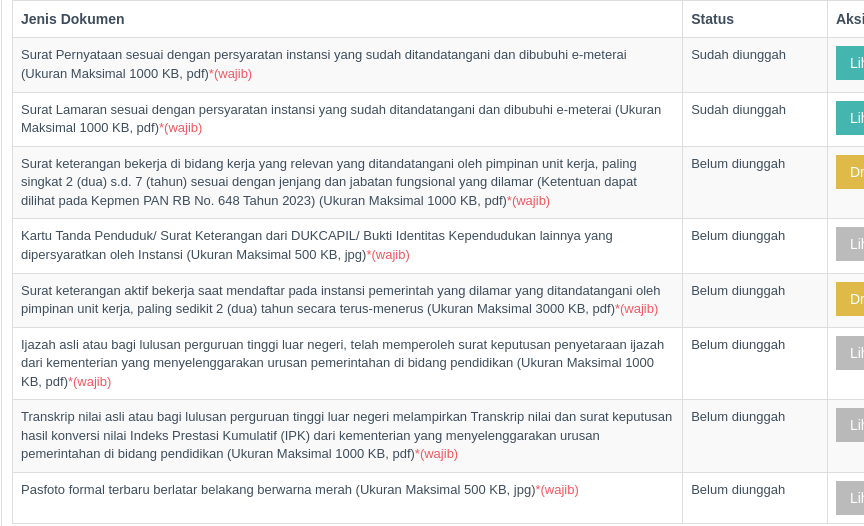 Jenis Dokumen Status Aksi
Surat Pernyataan sesuai dengan persyaratan instansi yang sudah ditandatangani dan dibubuhi e-meterai Sudah diunggah
(Ukuran Maksimal 1000 KB, pdf)*(wajib) Lih
Surat Lamaran sesuai dengan persyaratan instansi yang sudah ditandatangani dan dibubuhi e-meterai (Ukuran Sudah diunggah
Maksimal 1000 KB, pdf)*(wajib) Lih
Surat keterangan bekerja di bidang kerja yang relevan yang ditandatangani oleh pimpinan unit kerja, paling Belum diunggah
singkat 2 (dua) s.d. 7 (tahun) sesuai dengan jenjang dan jabatan fungsional yang dilamar (Ketentuan dapat Dr
dilihat pada Kepmen PAN RB No. 648 Tahun 2023) (Ukuran Maksimal 1000 KB, pdf)*(wajib)
Kartu Tanda Penduduk/ Surat Keterangan dari DUKCAPIL/ Bukti Identitas Kependudukan lainnya yang Belum diunggah
dipersyaratkan oleh Instansi (Ukuran Maksimal 500 KB, jpg)*(wajib) Lih
Surat keterangan aktif bekerja saat mendaftar pada instansi pemerintah yang dilamar yang ditandatangani oleh Belum diunggah
pimpinan unit kerja, paling sedikit 2 (dua) tahun secara terus-menerus (Ukuran Maksimal 3000 KB, pdf)*(wajib) Dr
Ijazah asli atau bagi lulusan perguruan tinggi luar negeri, telah memperoleh surat keputusan penyetaraan ijazah Belum diunggah
dari kementerian yang menyelenggarakan urusan pemerintahan di bidang pendidikan (Ukuran Maksimal 1000 Lih
KB, pdf)*(wajib)
Transkrip nilai asli atau bagi lulusan perguruan tinggi luar negeri melampirkan Transkrip nilai dan surat keputusan Belum diunggah
hasil konversi nilai Indeks Prestasi Kumulatif (IPK) dari kementerian yang menyelenggarakan urusan Lih
pemerintahan di bidang pendidikan (Ukuran Maksimal 1000 KB, pdf)*(wajib)
Pasfoto formal terbaru berlatar belakang berwarna merah (Ukuran Maksimal 500 KB, jpg)*(wajib) Belum diunggah
Lih